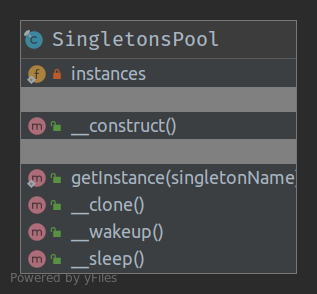 SingletonsPool
instances
__construct()
getInstance(singletonName)
__clone()
__wakeup()
__sleep()
Powered by yFiles